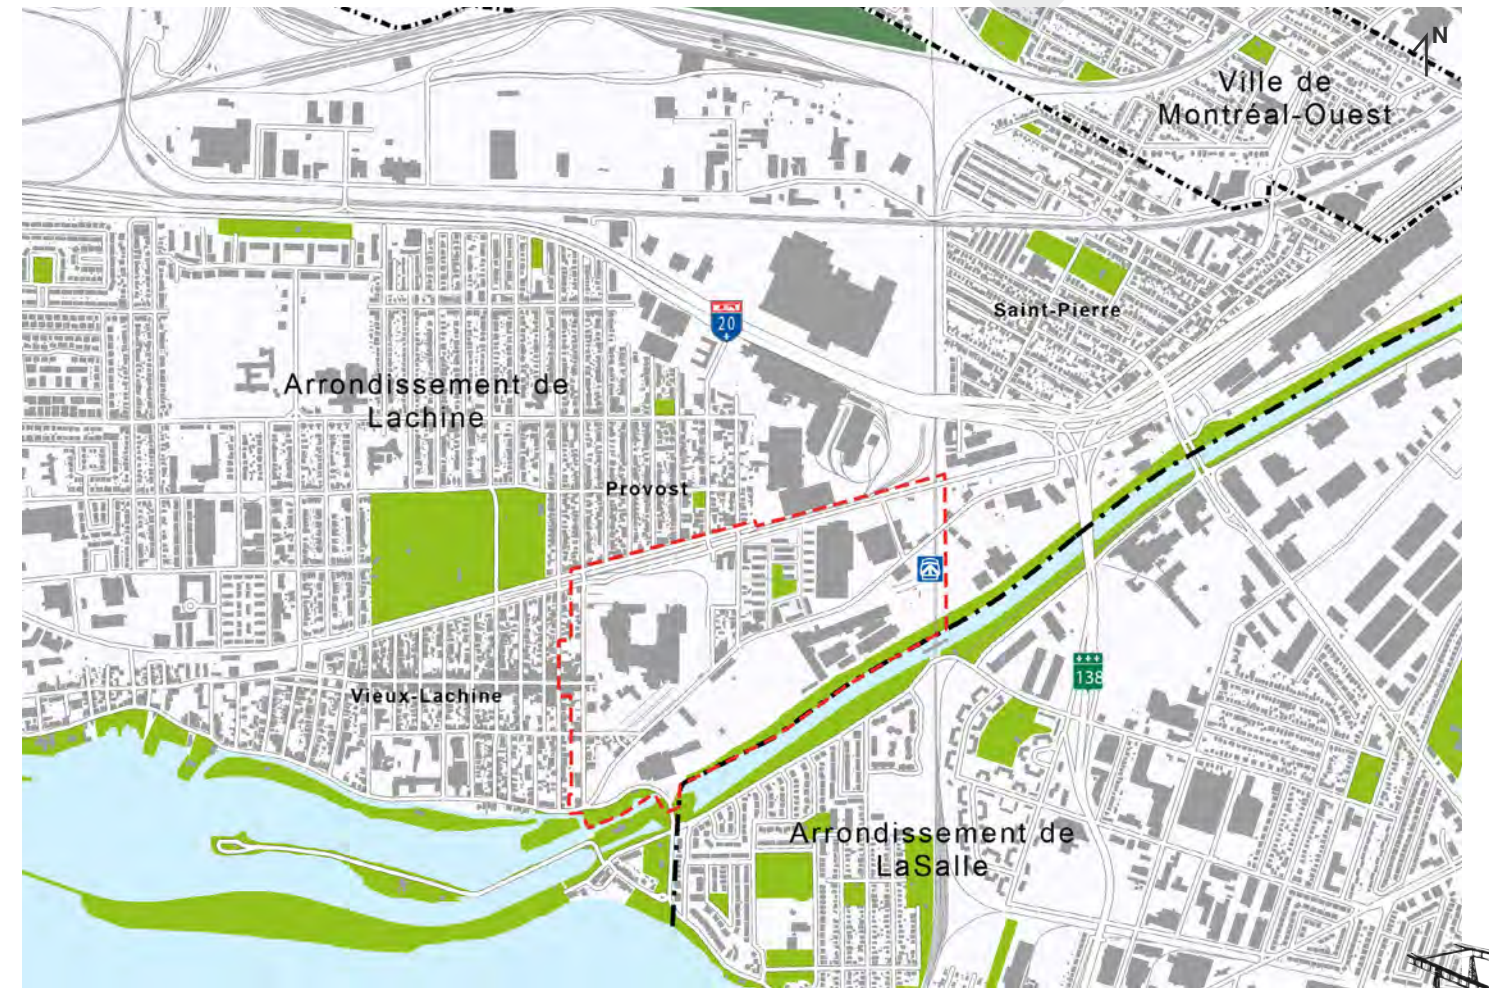 N
Ville de
Montréal-Ouest
Saint-Pierre
20
Arrondissement de
Lachine
Provost
138
Vieux-Lachine
Arrondissement de
LaSalle